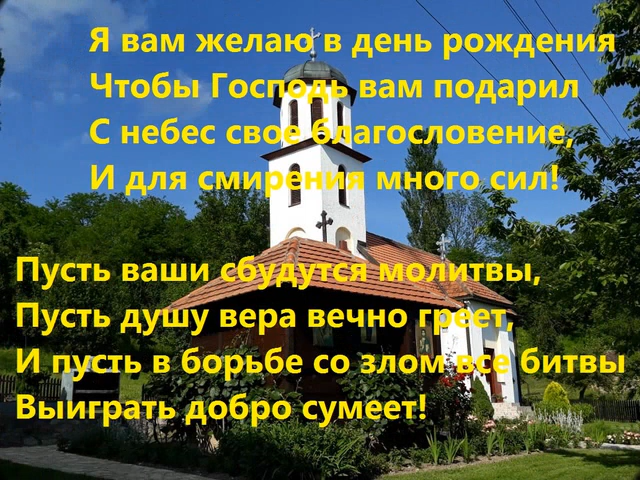 Я вам желаю в день рождения
Чтобы Господь вам подарил
С небес свое благословение,
И для смирения много сил!
Пусть ваши сбудутся молитвы,
Пусть душу вера вечно греет,
И пусть в борьбе со злом все битвы
Выиграть добро сумеет!